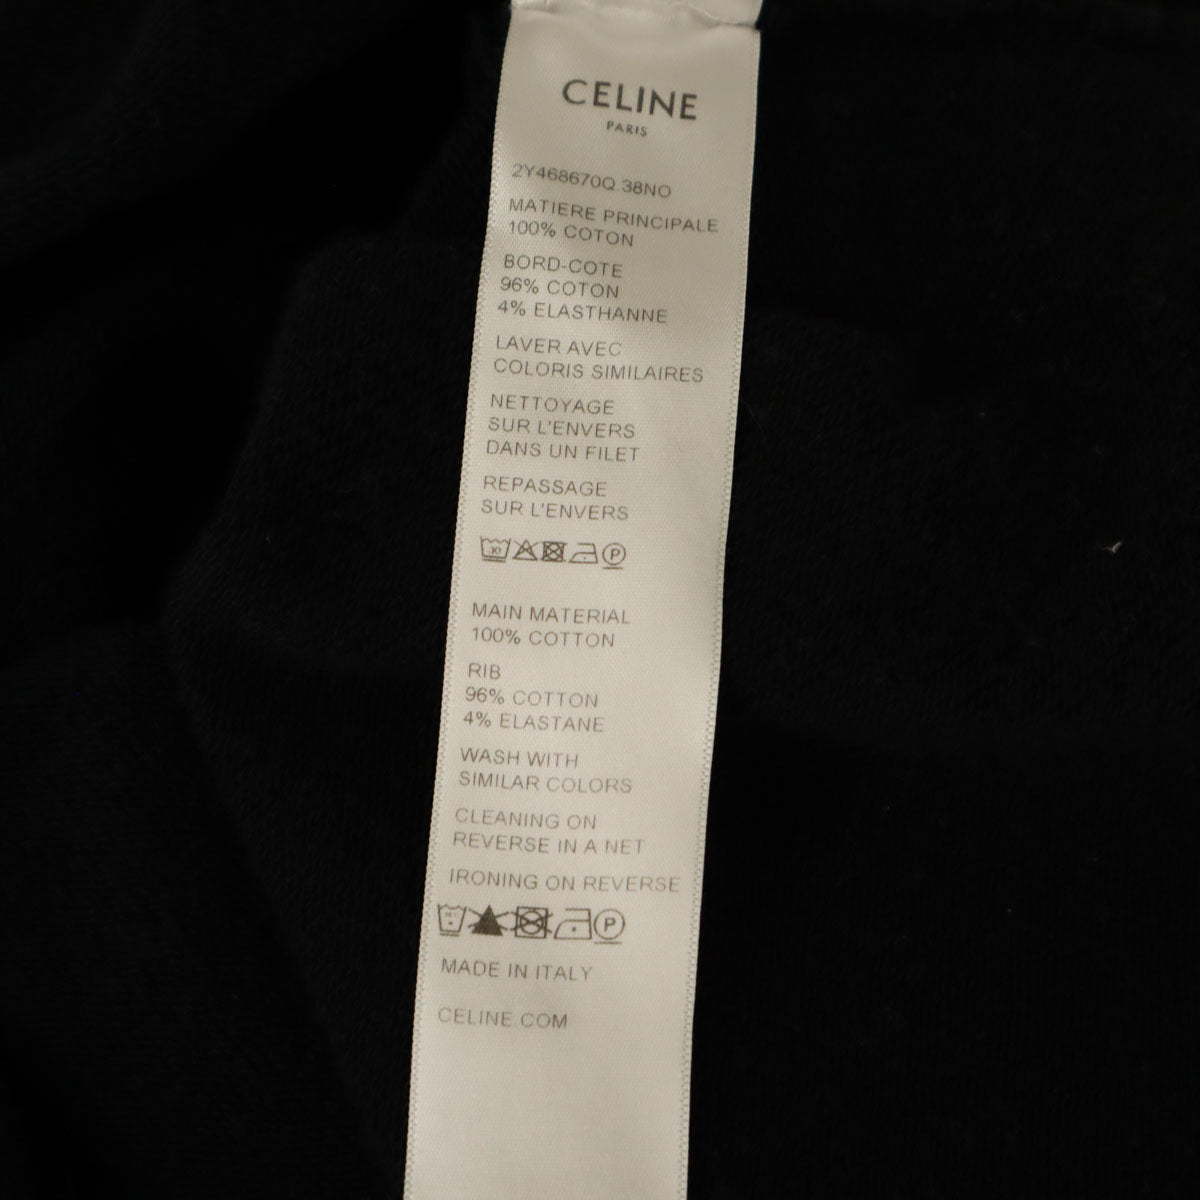 CELINE
PARIS
2Y468670Q.38NO
MATIERE PRINCIPALE
100% COTON
BORD-COTE
96% COTON
4% ELASTHANNE
LAVER AVEC
COLORIS SIMILAIRES
NETTOYAGE
SUR L'ENVERS
DANS UN FILET
REPASSAGE
SUR L'ENVERS
30 P
MAIN MATERIAL
100% COTTON
RIB
96% COTTON
4% ELASTANE
WASH WITH
SIMILAR COLORS
CLEANING ON
REVERSE IN A NET
IRONING ON REVERSE
P
MADE IN ITALY
CELINE.COM